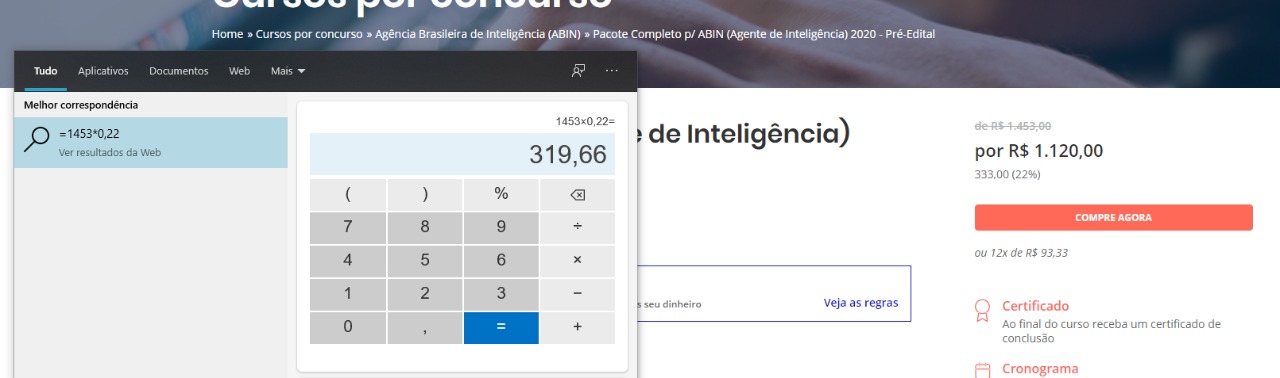 Cursos por concurso
Home » Cursos por concurso » Agência Brasileira de Inteligência (ABIN) » Pacote Completo p/ ABIN (Agente de Inteligência) 2020 - Pré-Edital
Tudo Aplicativos Documentos Web Mais
Melhor correspondência
=1453*0,22
Ver resultados da Web
1453×0,22=
319,66
( ) %
7 8 9 ÷
4 5 6 ×
1 2 3 −
0 , = +
e de Inteligência)
s seu dinheiro
Veja as regras
de R$ 1.453,00
por R$ 1.120,00
333,00 (22%)
COMPRE AGORA
ou 12x de R$ 93,33
Certificado
Ao final do curso receba um certificado de
conclusão
Cronograma